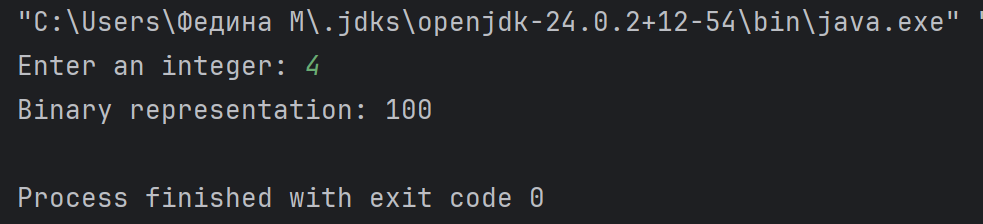 "C:\Users\Федина М\.jdks\openjdk-24.0.2+12-54\bin\java.exe" "
Enter an integer: 4
Binary representation: 100
Process finished with exit code 0